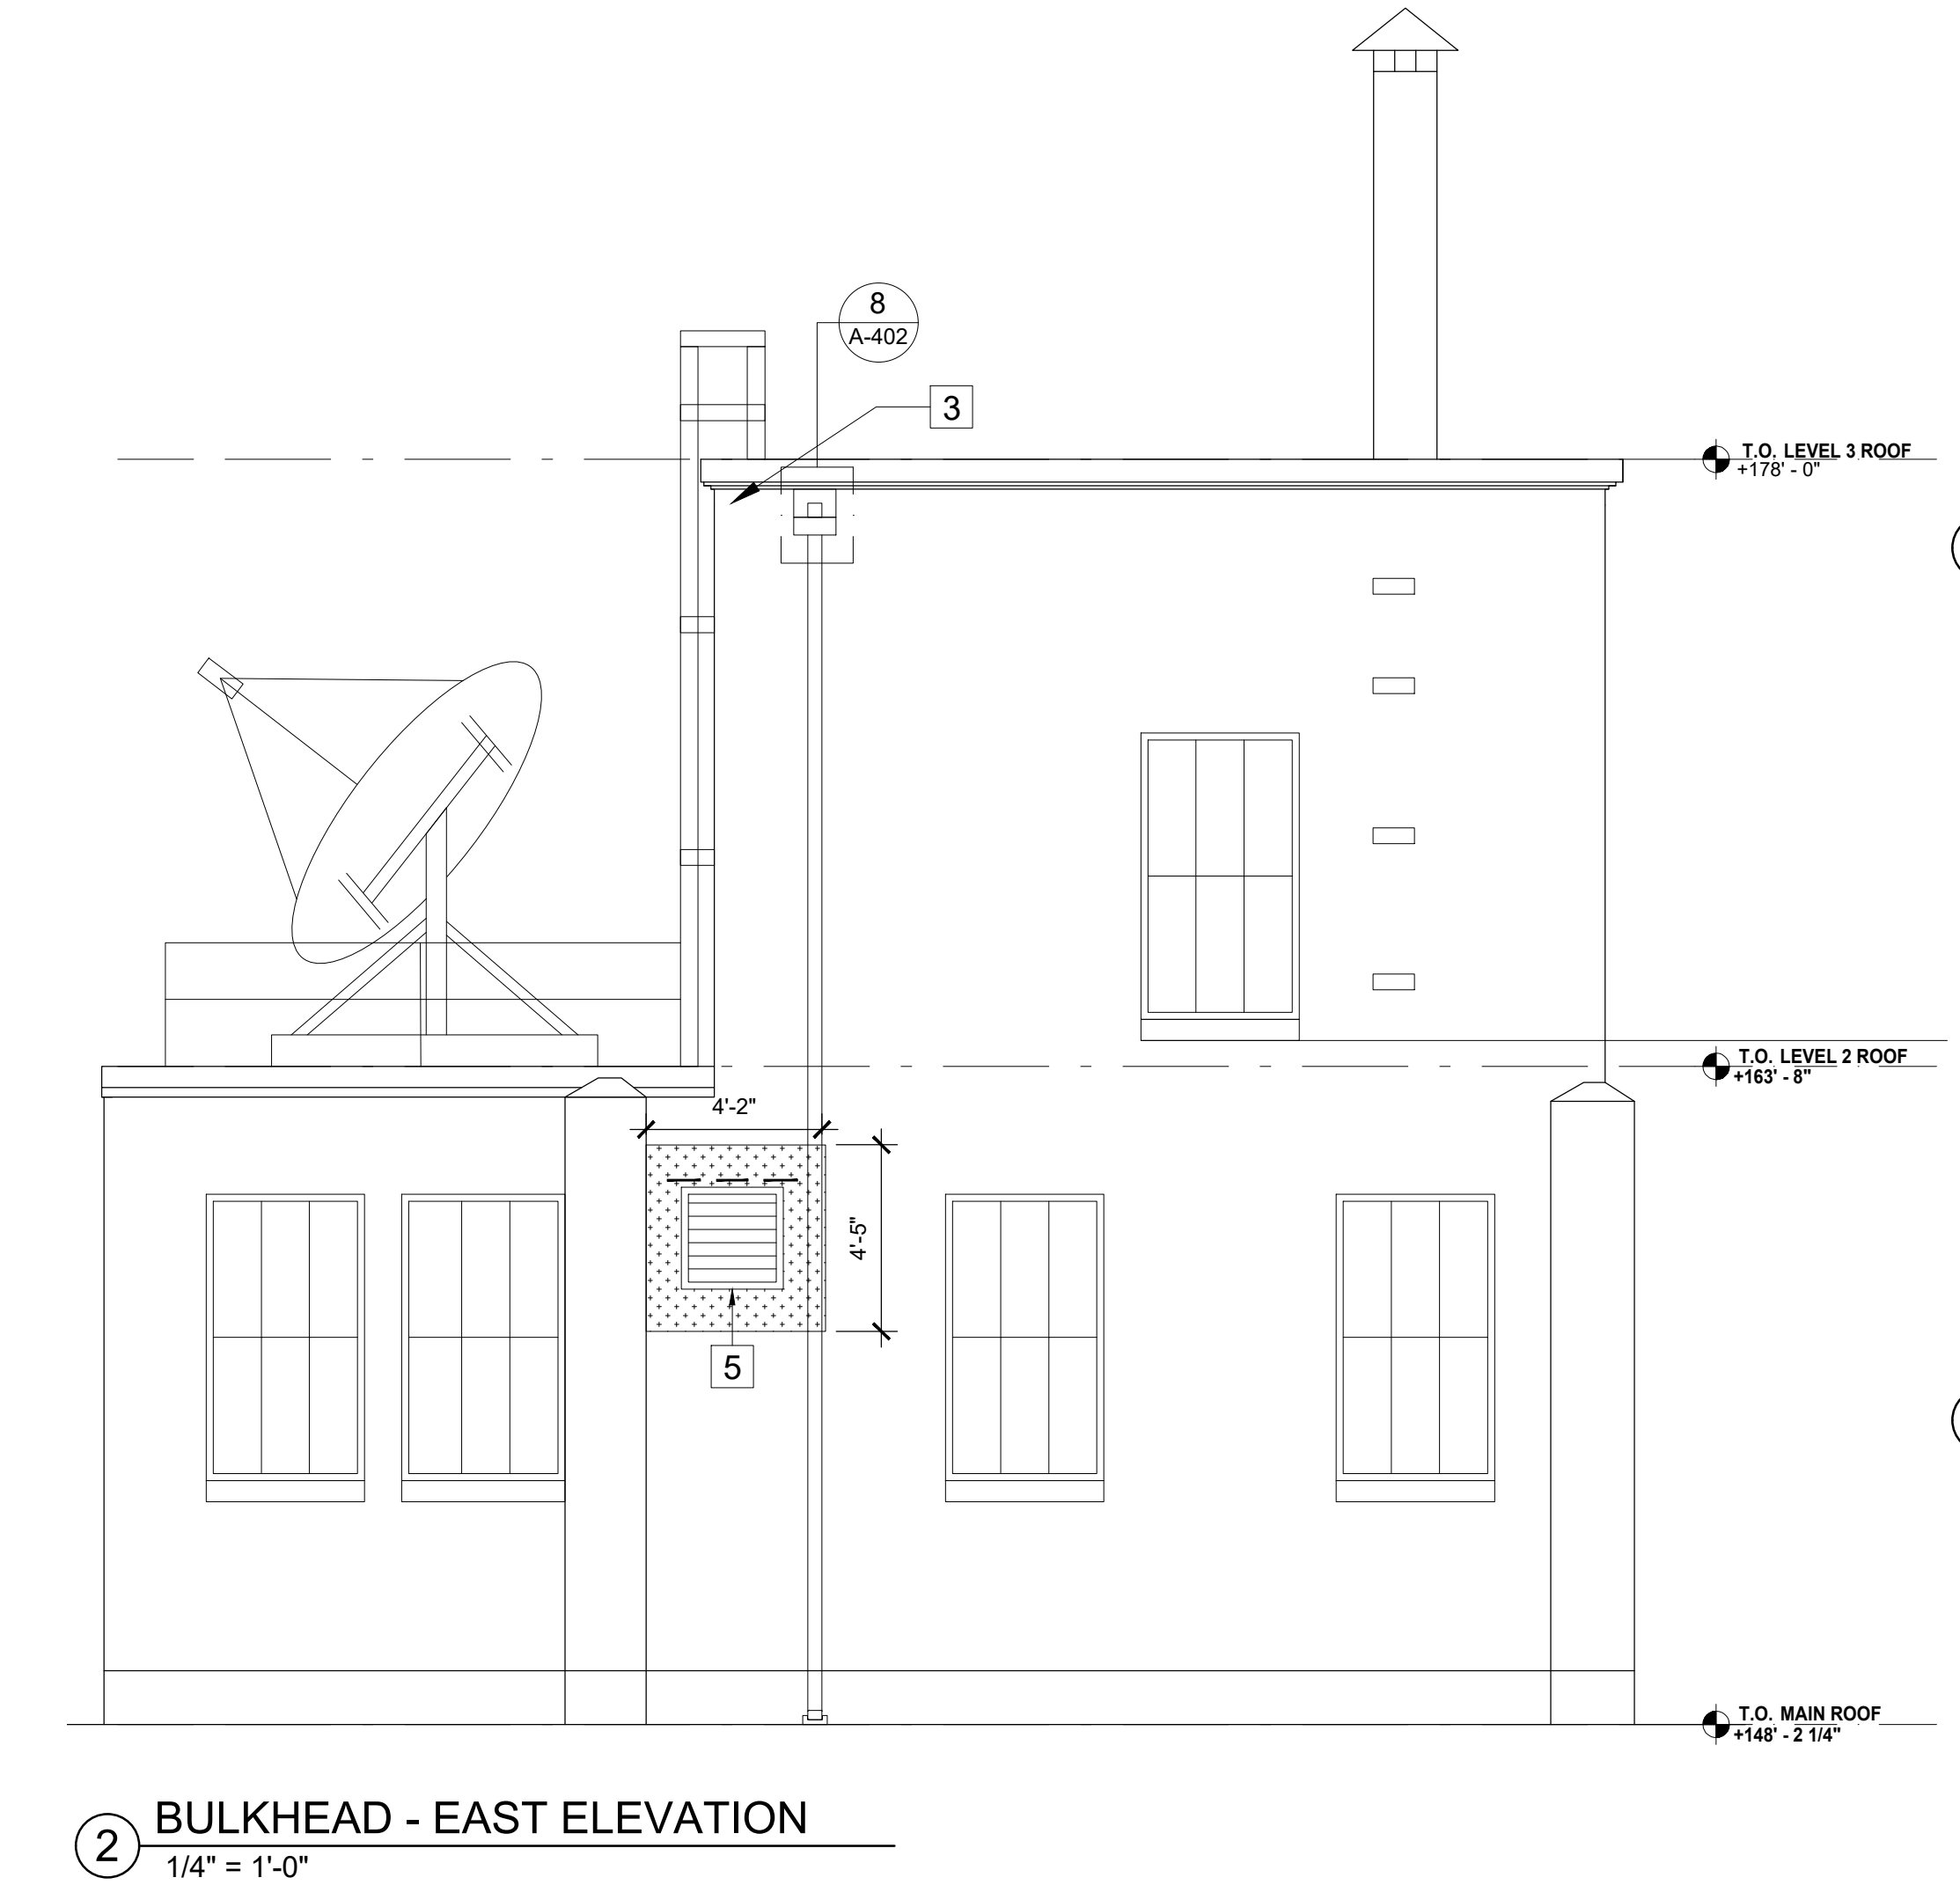 8
A-402
3
T.O. LEVEL 3 ROOF
+178' - 0"
T.O. LEVEL 2 ROOF
+163' - 8"
4'-2"
4'-5"
5
T.O. MAIN ROOF
+148' - 2 1/4"
2
BULKHEAD - EAST ELEVATION
1/4" = 1'-0"